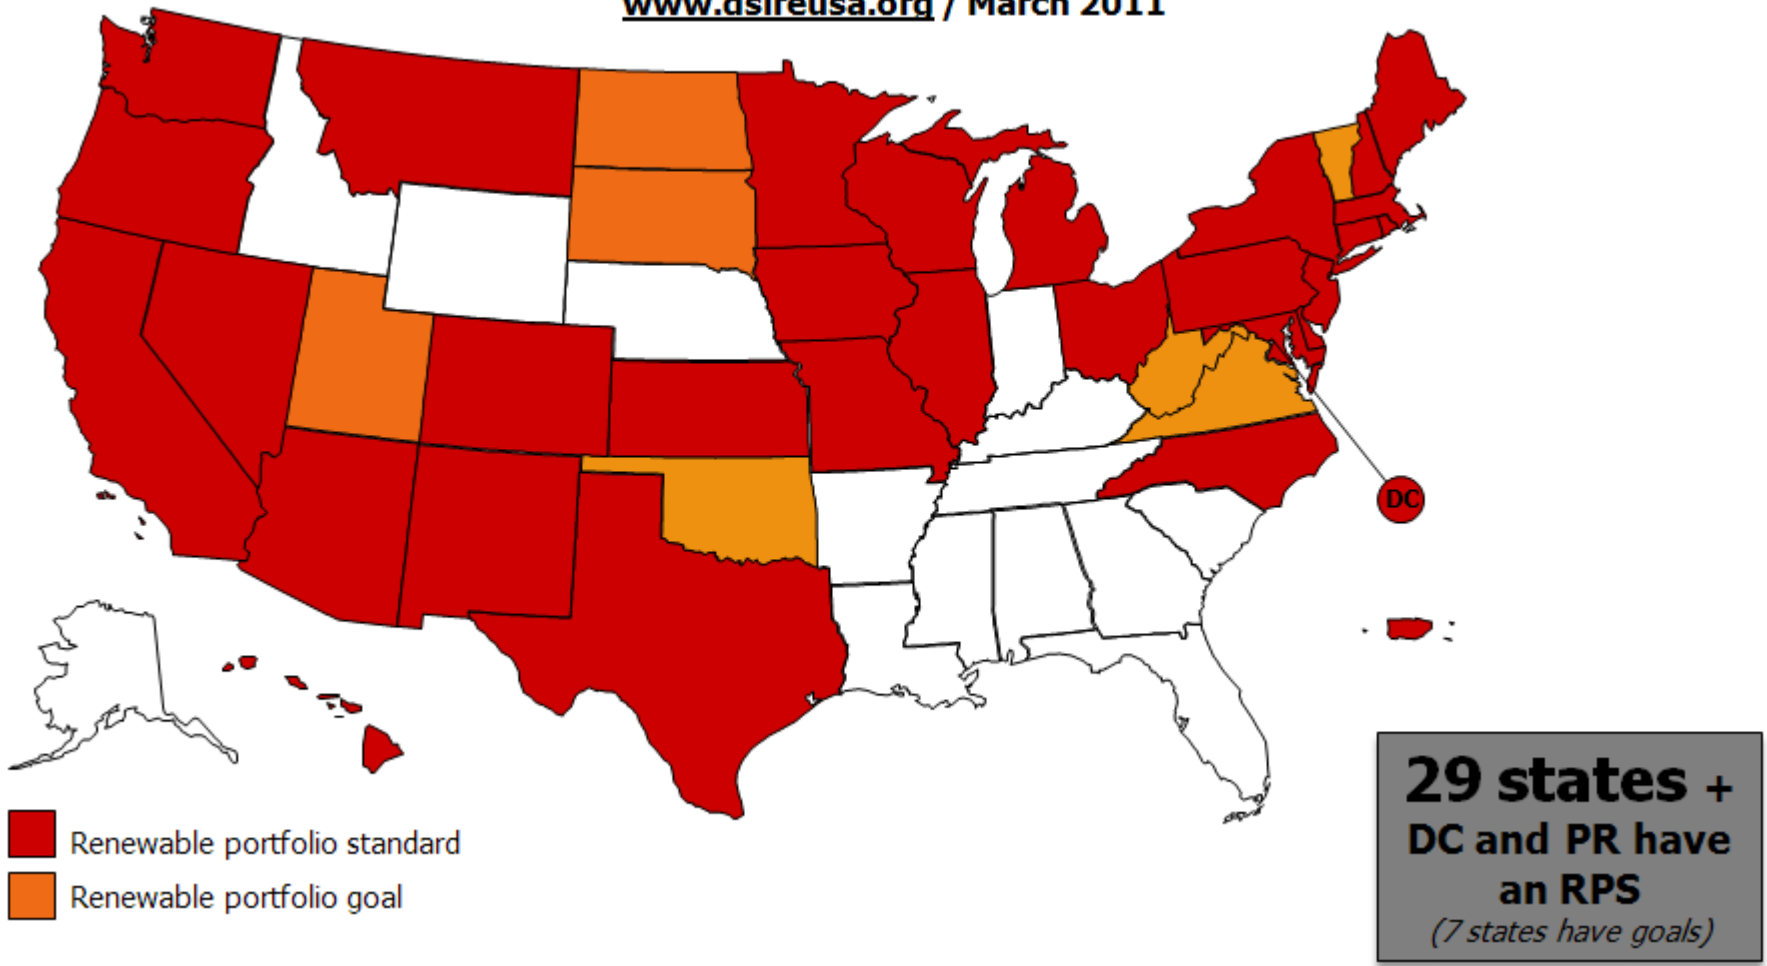 www.dsireusa.org / March 2011
DC
Renewable portfolio standard
Renewable portfolio goal
29 states +
DC and PR have
an RPS
(7 states have goals)